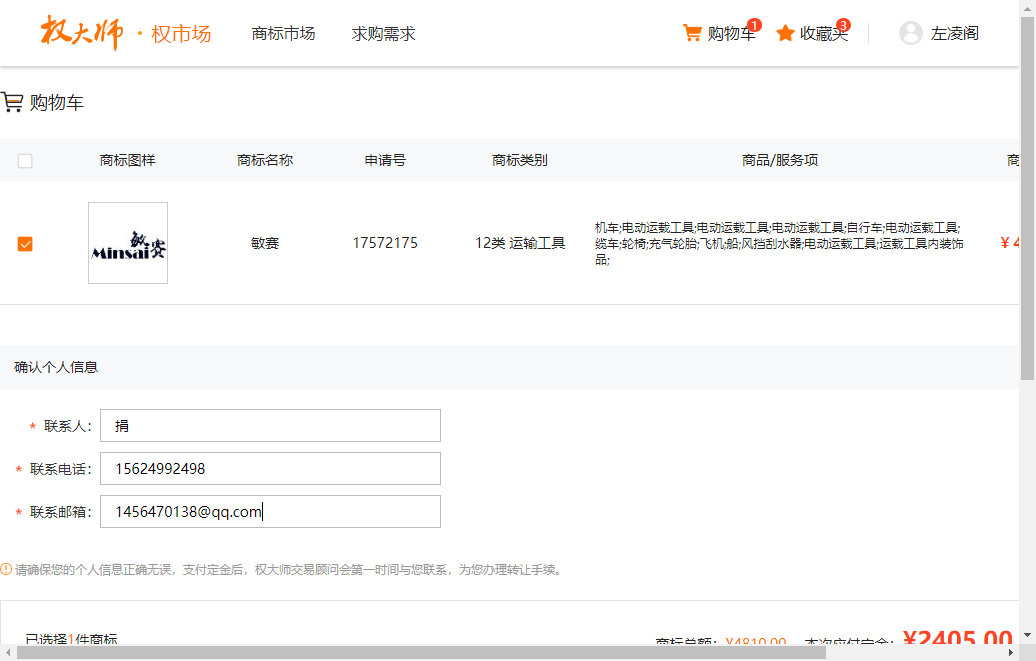 权大师 · 权市场 商标市场 求购需求 购物车 1 收藏夹 3 左凌阁
购物车
商标图样 商标名称 申请号 商标类别 商品/服务项 商
机车;电动运载工具;电动运载工具;电动运载工具;自行车;电动运载工具;
敏赛
Minsai 敏赛 17572175 12类 运输工具 缆车;轮椅;充气轮胎;飞机;船;风挡刮水器;电动运载工具;运载工具内装饰 ¥ 4
品;
确认个人信息
* 联系人: 捐
* 联系电话: 15624992498
* 联系邮箱: 1456470138@qq.com
请确保您的个人信息正确无误，支付定金后，权大师交易顾问会第一时间与您联系，为您办理转让手续。
已选择1件商标 商标总额: ¥4810.00 本次应付定金: ¥2405.00